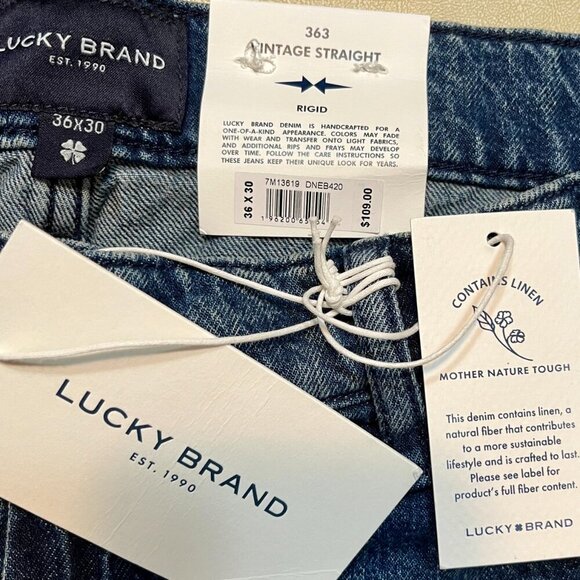 LUCKY BRAND
EST. 1990
36X30
363
VINTAGE STRAIGHT
RIGID
LUCKY BRAND DENIM IS HANDCRAFTED FOR A
ONE-OF-A-KIND APPEARANCE. COLORS MAY FADE
WITH WEAR AND TRANSFER ONTO LIGHT FABRICS,
AND ADDITIONAL RIPS AND FRAYS MAY DEVELOP
OVER TIME. FOLLOW THE CARE INSTRUCTIONS SO
THESE JEANS KEEP THEIR UNIQUE LOOK FOR YEARS.
7M13619 DNEB420
36 X 30
$109.00
CONTAINS LINEN
MOTHER NATURE TOUGH
This denim contains linen, a
natural fiber that contributes
to a more sustainable
lifestyle and is crafted to last.
Please see label for
product's full fiber content.
LUCKY BRAND
LUCKY BRAND
EST. 1990